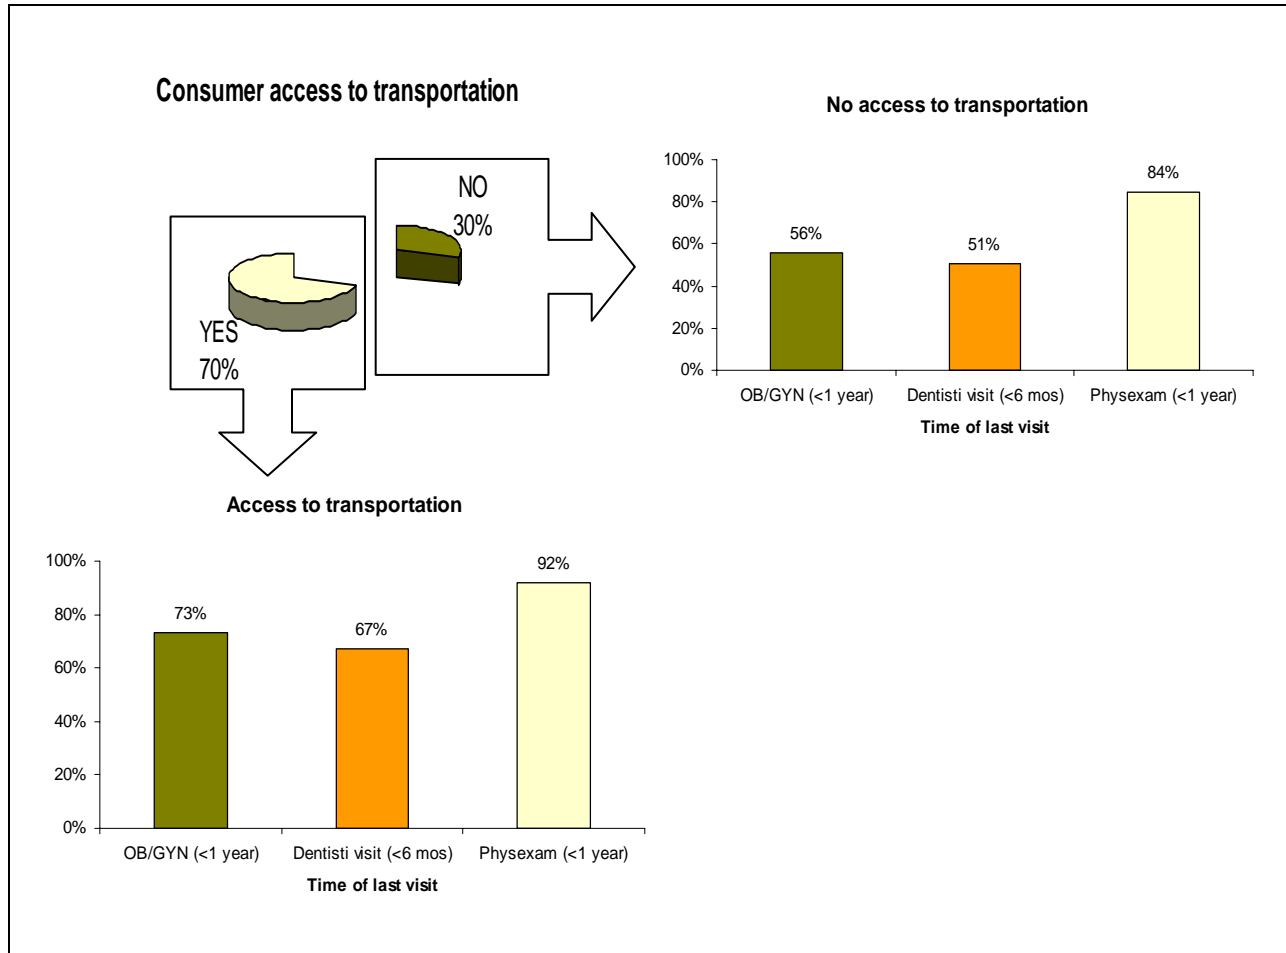 Consumer access to transportation
NO
30%
YES
70%
No access to transportation
100%
80%
60%
40%
20%
0%
56%
51%
84%
OB/GYN (<1 year)
Dentisti visit (<6 mos)
Physexam (<1 year)
Time of last visit
Access to transportation
100%
80%
60%
40%
20%
0%
73%
67%
92%
OB/GYN (<1 year)
Dentisti visit (<6 mos)
Physexam (<1 year)
Time of last visit